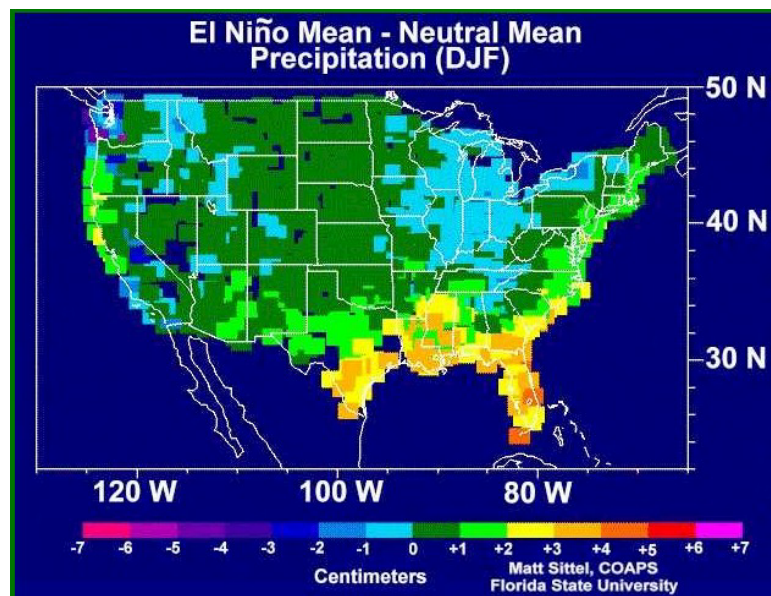 El Niño Mean - Neutral Mean
Precipitation (DJF)
50 N
40 N
30 N
120 W 100 W 80 W
-7 -6 -5 -4 -3 -2 -1 0 +1 +2 +3 +4 +5 +6 +7
Centimeters
Matt Sittel, COAPS
Florida State University